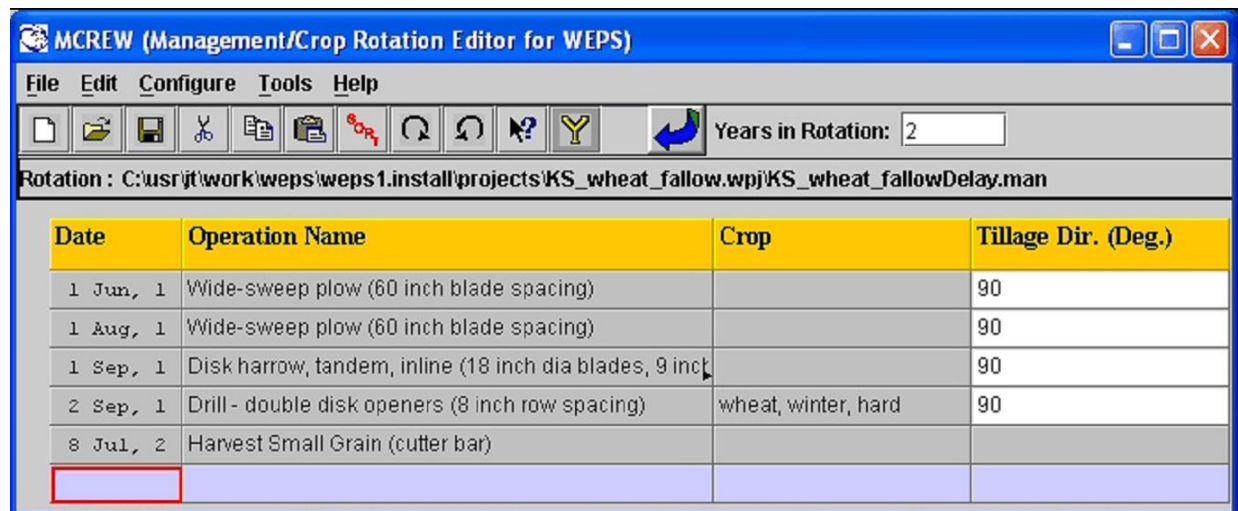 MCREW (Management/Crop Rotation Editor for WEPS)
File Edit Configure Tools Help
SORT Years in Rotation: 2
Rotation : C:\usr\jt\work\weps\weps1.install\projects\KS_wheat_fallow.wpj\KS_wheat_fallowDelay.man
Date Operation Name Crop Tillage Dir. (Deg.)
1 Jun, 1 Wide-sweep plow (60 inch blade spacing) 90
1 Aug, 1 Wide-sweep plow (60 inch blade spacing) 90
1 Sep, 1 Disk harrow, tandem, inline (18 inch dia blades, 9 inch 90
2 Sep, 1 Drill - double disk openers (8 inch row spacing) wheat, winter, hard 90
8 Jul, 2 Harvest Small Grain (cutter bar)